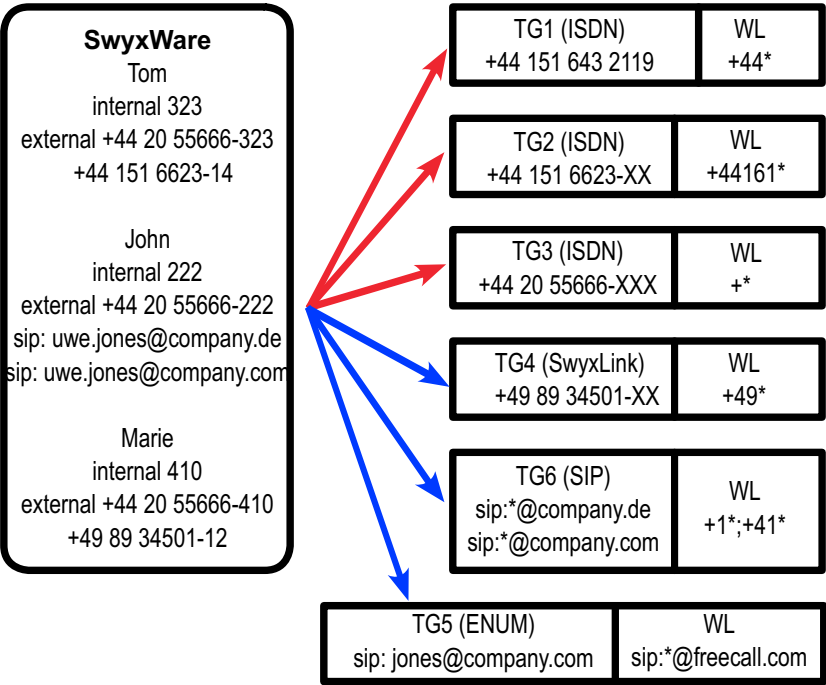 SwyxWare
Tom
internal 323
external +44 20 55666-323
+44 151 6623-14
John
internal 222
external +44 20 55666-222
sip: uwe.jones@company.de
sip: uwe.jones@company.com
Marie
internal 410
external +44 20 55666-410
+49 89 34501-12
TG1 (ISDN)
+44 151 643 2119
WL
+44*
TG2 (ISDN)
+44 151 6623-XX
WL
+44161*
TG3 (ISDN)
+44 20 55666-XXX
WL
+*
TG4 (SwyxLink)
+49 89 34501-XX
WL
+49*
TG6 (SIP)
sip:*@company.de
sip:*@company.com
WL
+1*;+41*
TG5 (ENUM)
sip: jones@company.com
WL
sip:*@freecall.com